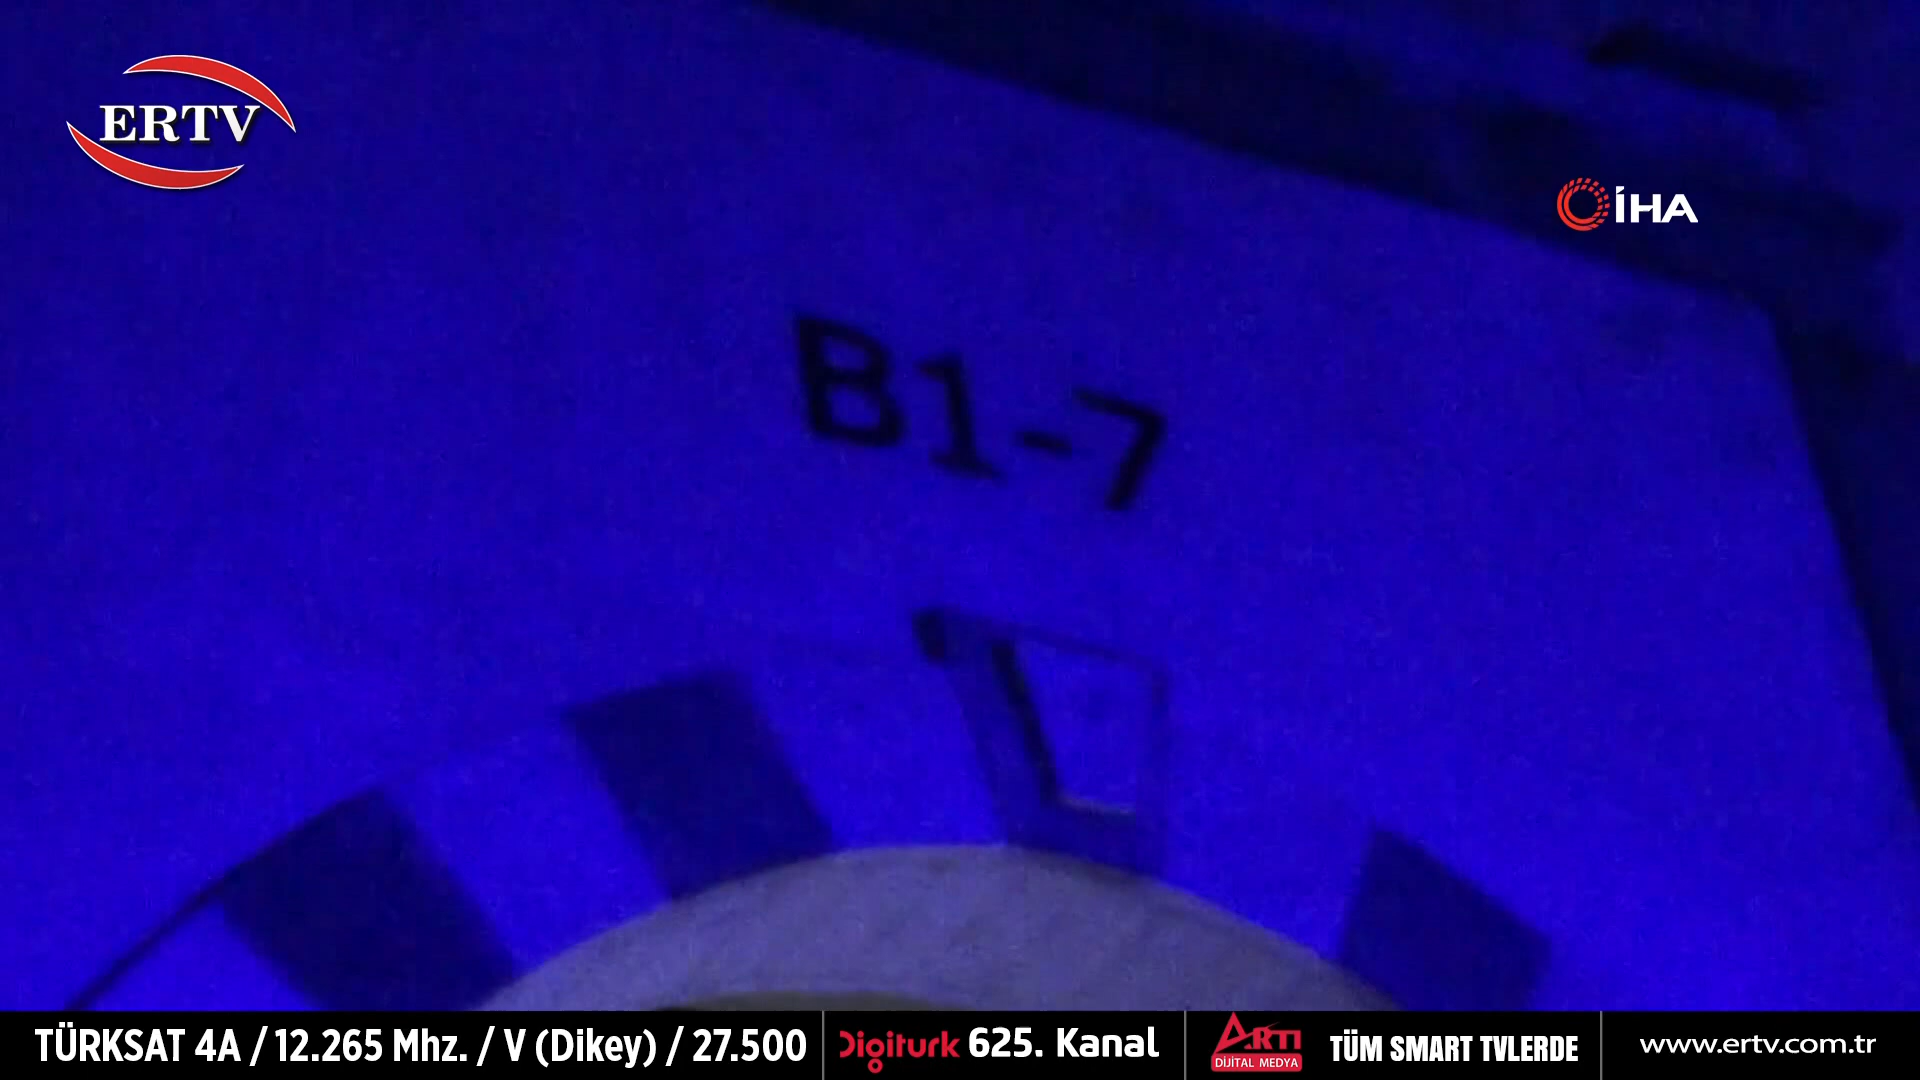 ERTV
İHA
B1-7
TÜRKSAT 4A / 12.265 Mhz. / V (Dikey) / 27.500
Digiturk 625. Kanal
ARTI
DİJİTAL MEDYA
TÜM SMART TVLERDE
www.ertv.com.tr